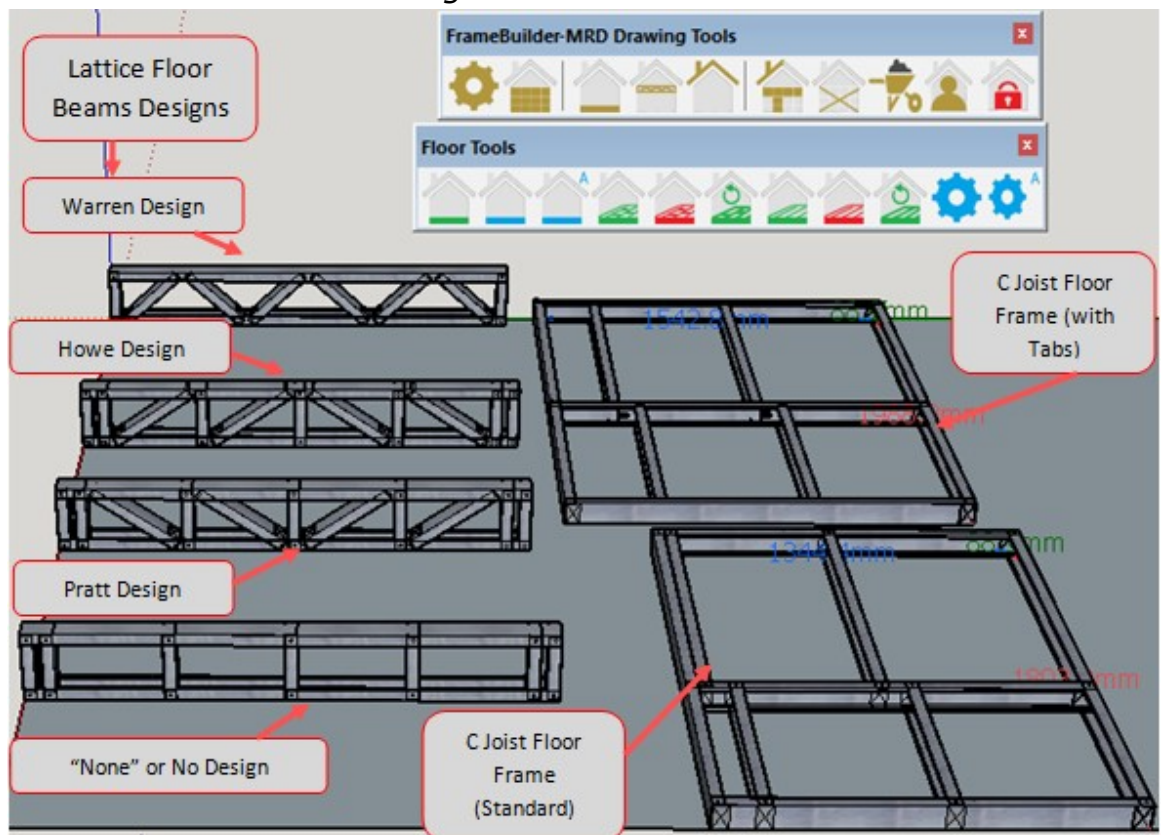 Lattice Floor
Beams Designs
FrameBuilder-MRD Drawing Tools
Floor Tools
A
A
Warren Design
C Joist Floor
Frame (with
Tabs)
Howe Design
Pratt Design
"None" or No Design
C Joist Floor
Frame
(Standard)